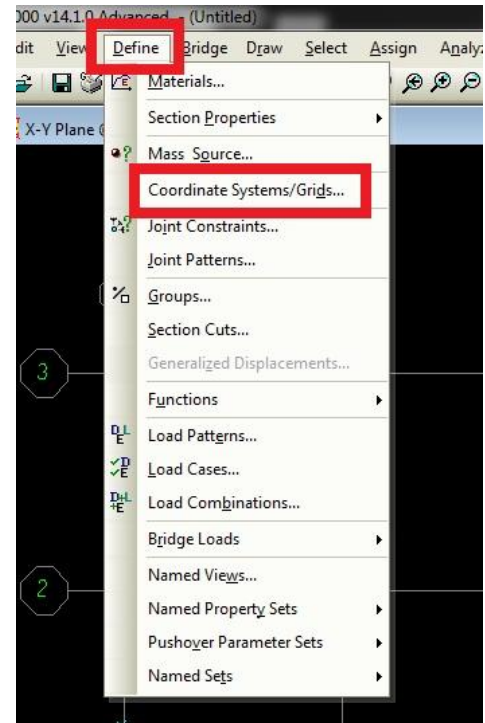 000 v14.1.0 Advanced - (Untitled)
dit View Define Bridge Draw Select Assign Analyz
X-Y Plane
Materials...
Section Properties
Mass Source...
Coordinate Systems/Grids...
Joint Constraints...
Joint Patterns...
Groups...
Section Cuts...
Generalized Displacements...
3
Functions
Load Patterns...
Load Cases...
Load Combinations...
Bridge Loads
2
Named Views...
Named Property Sets
Pushover Parameter Sets
Named Sets